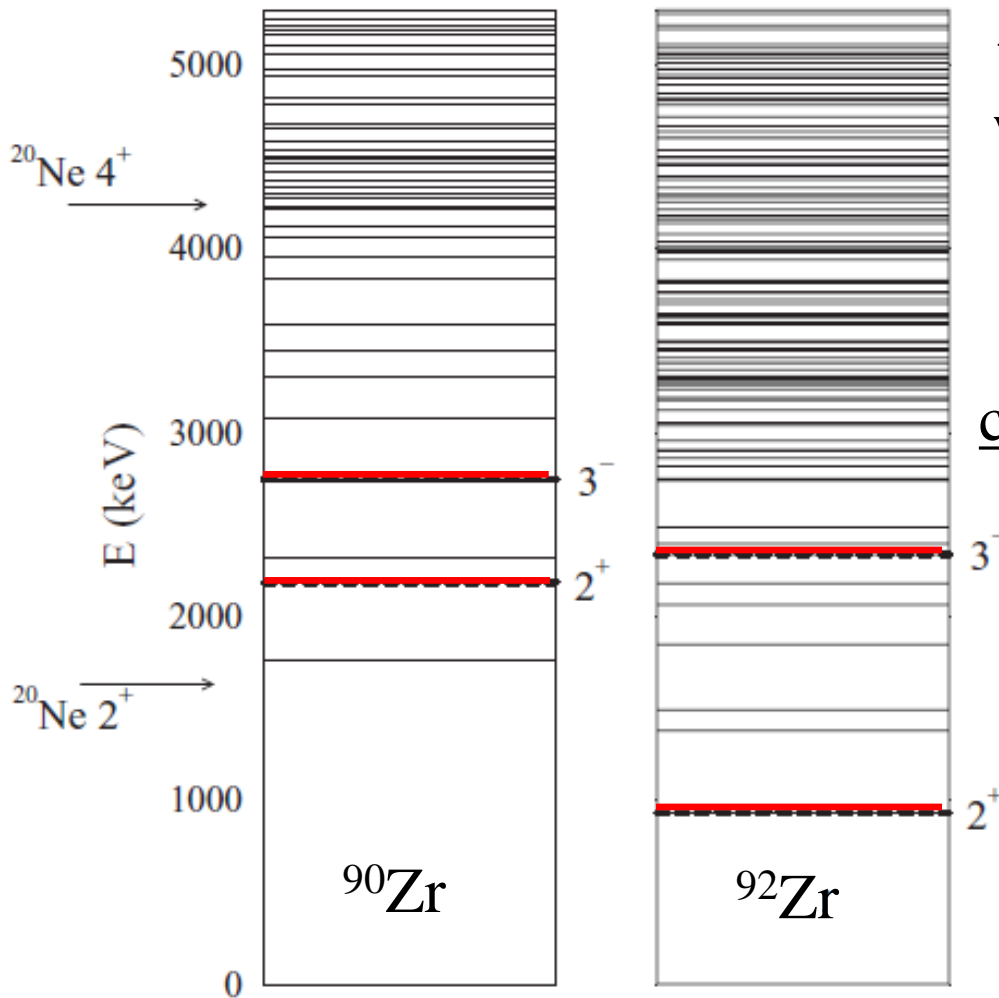 5000
²⁰Ne 4⁺
4000
E (keV)
3000
3⁻
3⁻
2⁺
2000
²⁰Ne 2⁺
1000
2⁺
⁹⁰Zr
⁹²Zr
0